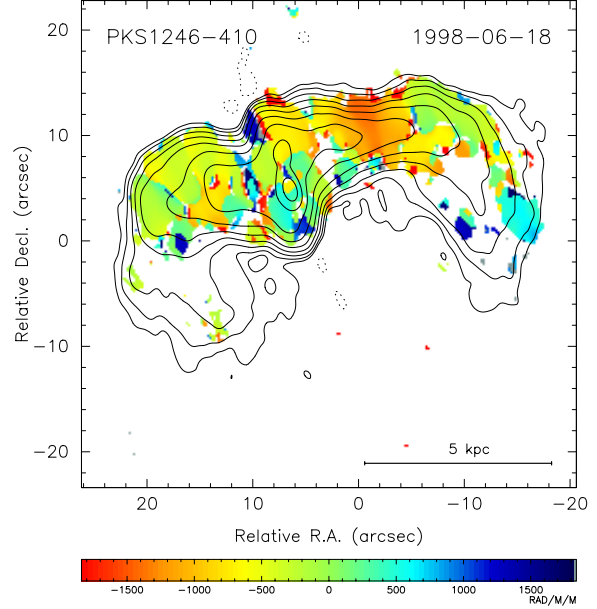 PKS1246−410 1998−06−18
20
10
0
−10
−20
Relative Decl. (arcsec)
5 kpc
20 10 0 −10 −20
Relative R.A. (arcsec)
−1500 −1000 −500 0 500 1000 1500
RAD/M/M